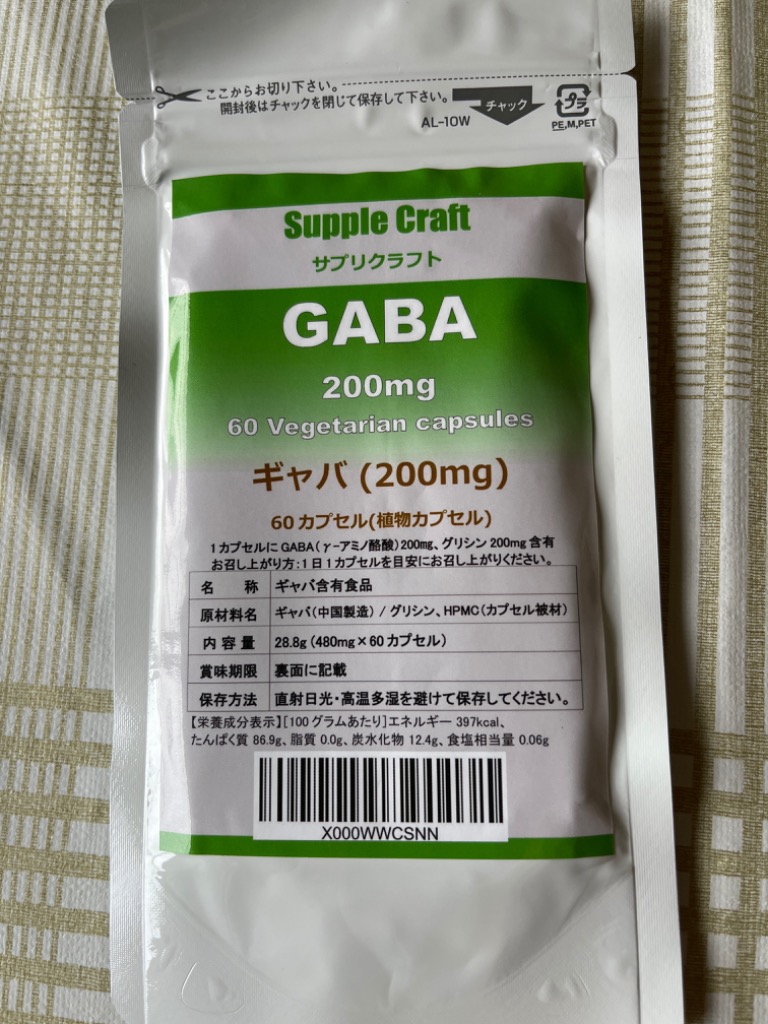 ここからお切り下さい。
開封後はチャックを閉じて保存して下さい。
チャック
AL-10W
プラ
PE,M,PET
Supple Craft
サプリクラフト
GABA
200mg
60 Vegetarian capsules
ギャバ (200mg)
60カプセル(植物カプセル)
1カプセルにGABA(γ-アミノ酪酸)200mg、グリシン200mg含有
お召し上がり方:1日1カプセルを目安にお召し上がりください。
名 称 ギャバ含有食品
原材料名 ギャバ(中国製造) / グリシン、HPMC(カプセル被材)
内容量 28.8g (480mg×60カプセル)
賞味期限 裏面に記載
保存方法 直射日光・高温多湿を避けて保存してください。
【栄養成分表示】[100グラムあたり]エネルギー 397kcal、
たんぱく質 86.9g、脂質 0.0g、炭水化物 12.4g、食塩相当量 0.06g
X000WWCSNN